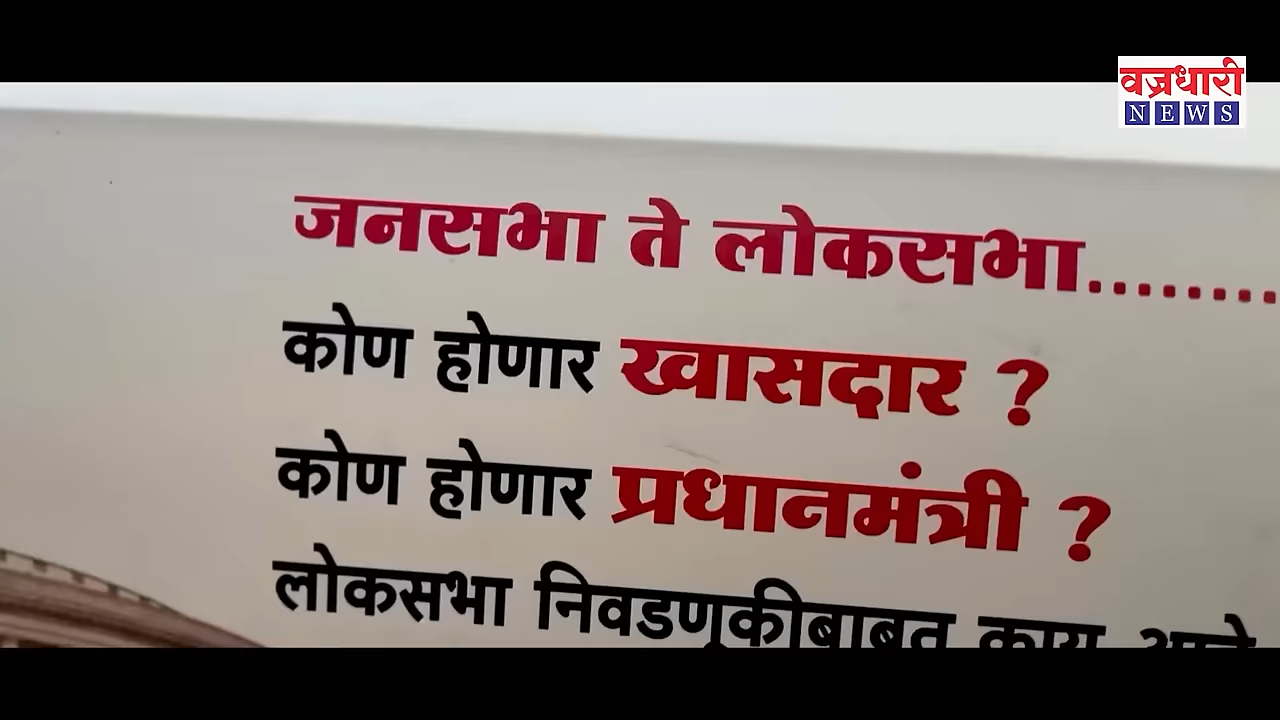 वज्रधारी
NEWS
जनसभा ते लोकसभा........
कोण होणार खासदार ?
कोण होणार प्रधानमंत्री ?
लोकसभा निवडणूकीबाबत काय